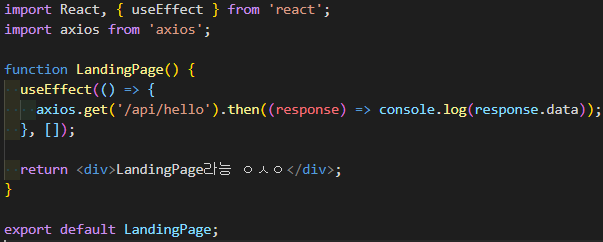 import React, { useEffect } from 'react';
import axios from 'axios';
function LandingPage() {
useEffect(() => {
axios.get('/api/hello').then((response) => console.log(response.data));
}, []);
return <div>LandingPage라능 ㅇㅅㅇ</div>;
}
export default LandingPage;